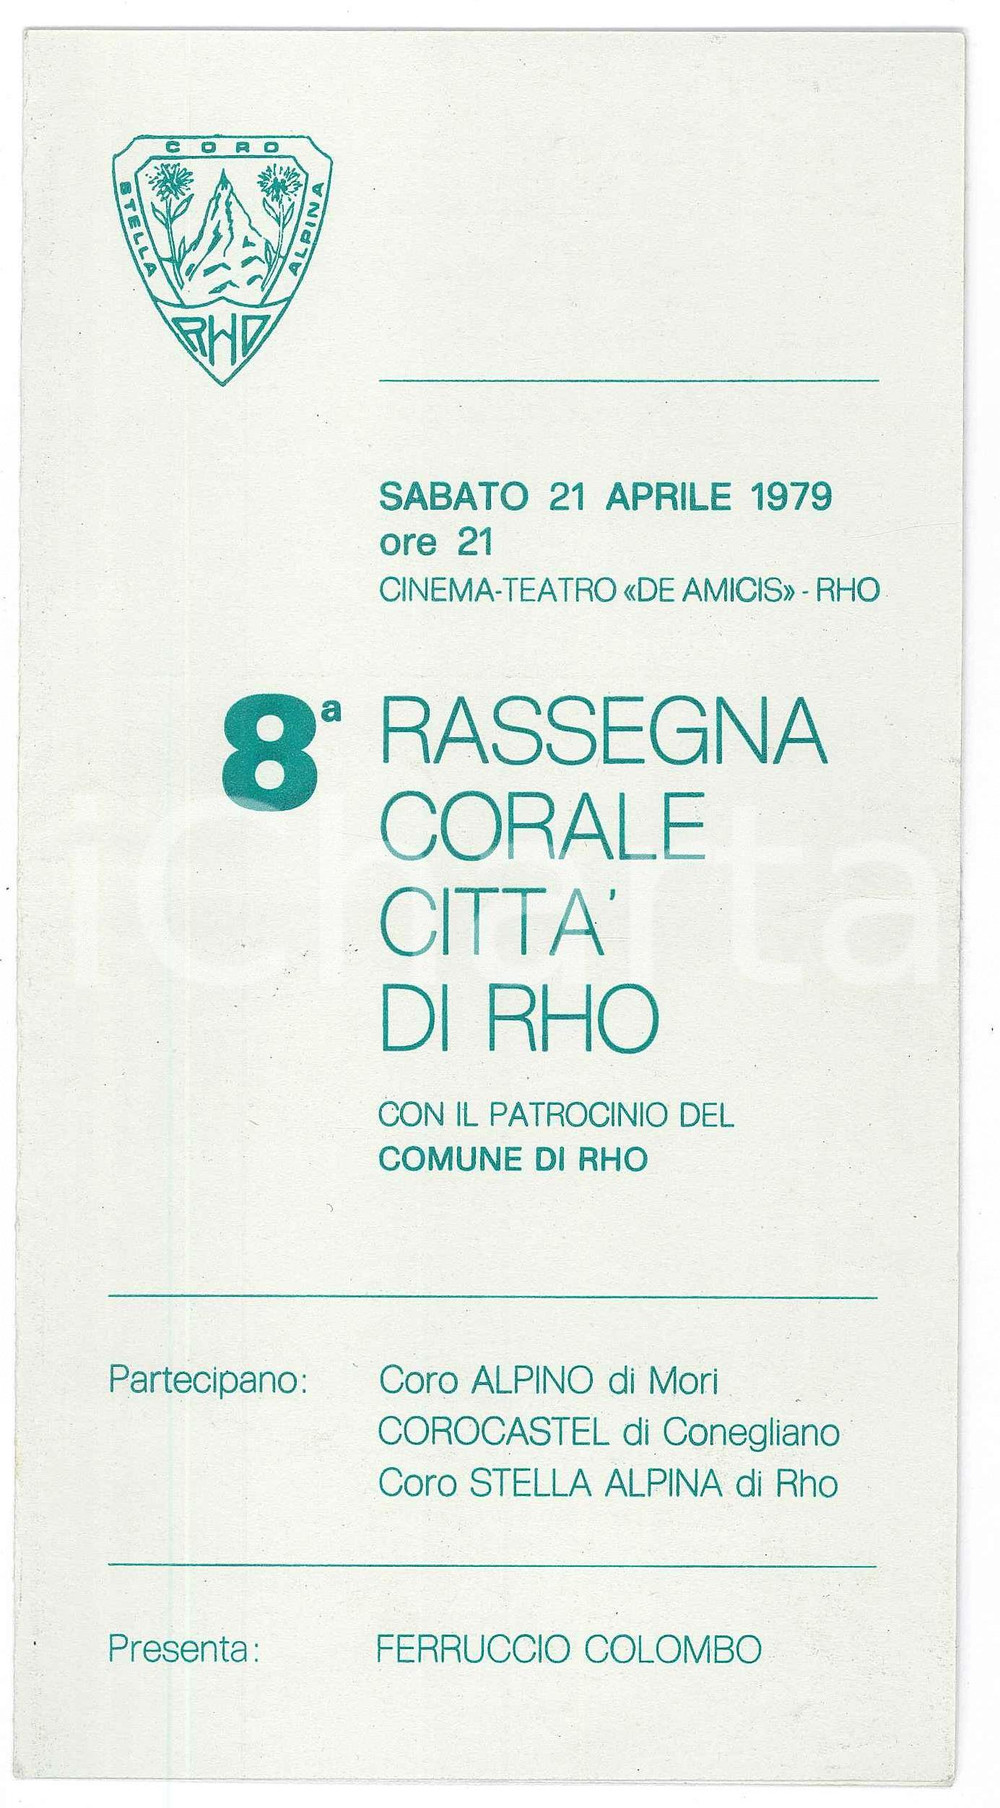 CORO
STELLA
ALPINA
RHO
SABATO 21 APRILE 1979
ore 21
CINEMA-TEATRO «DE AMICIS» - RHO
8ª RASSEGNA
CORALE
CITTA'
DI RHO
CON IL PATROCINIO DEL
COMUNE DI RHO
Partecipano: Coro ALPINO di Mori
COROCASTEL di Conegliano
Coro STELLA ALPINA di Rho
Presenta: FERRUCCIO COLOMBO
iCharta